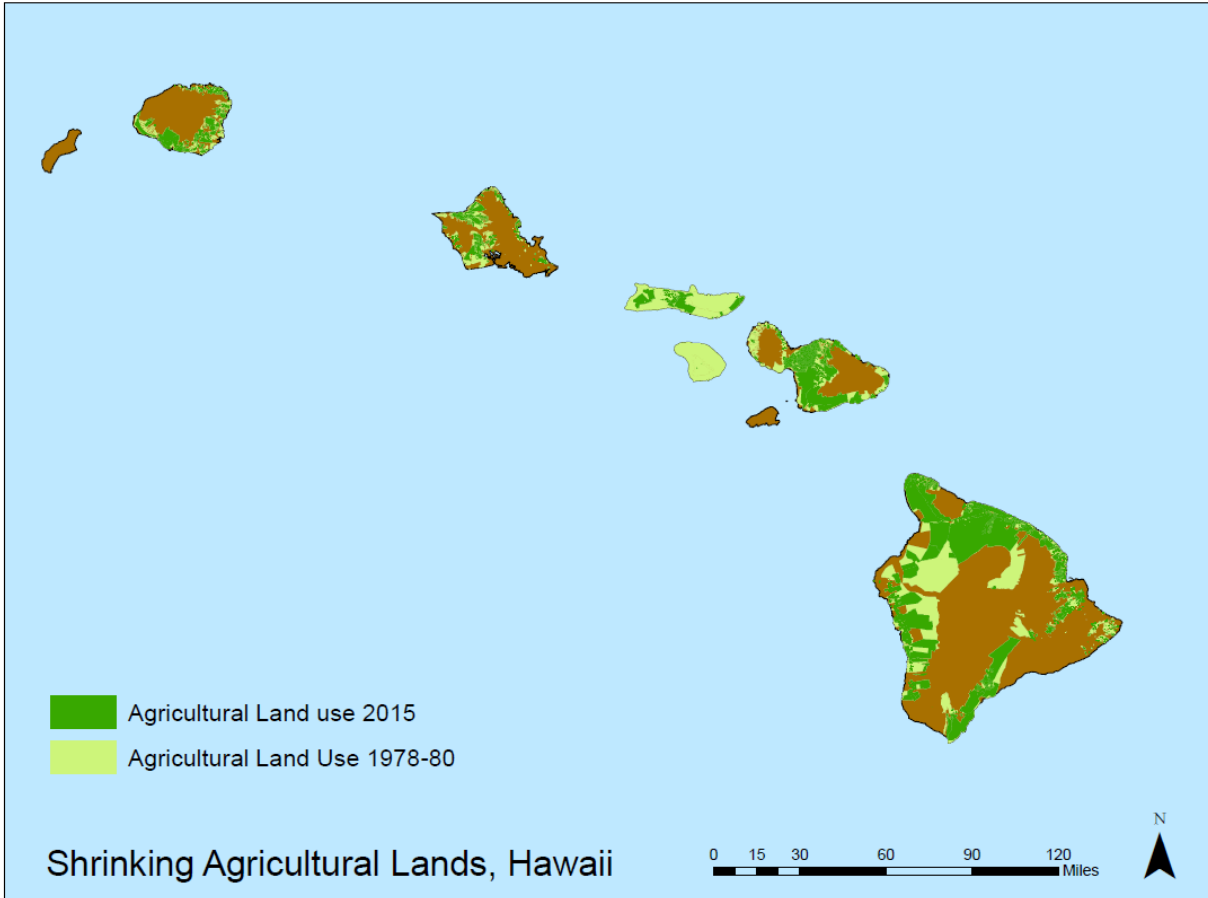 Agricultural Land use 2015
Agricultural Land Use 1978-80
Shrinking Agricultural Lands, Hawaii
0 15 30 60 90 120
Miles
N